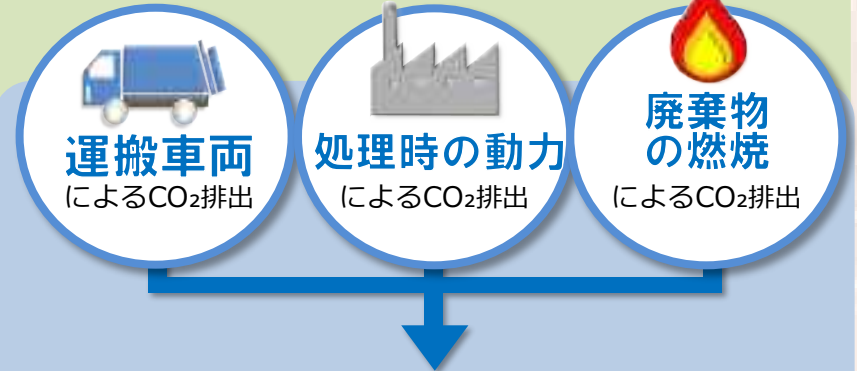 運搬車両
によるCO₂排出
処理時の動力
によるCO₂排出
廃棄物
の燃焼
によるCO₂排出